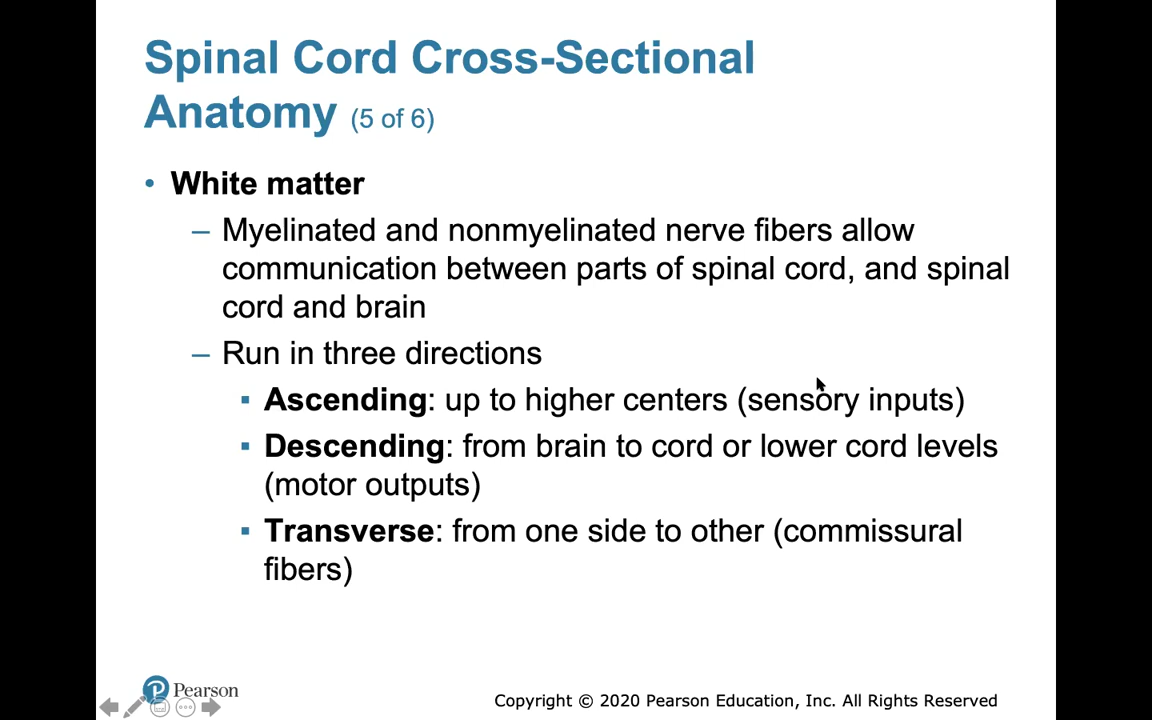 Spinal Cord Cross-Sectional
Anatomy (5 of 6)
• White matter
– Myelinated and nonmyelinated nerve fibers allow
communication between parts of spinal cord, and spinal
cord and brain
– Run in three directions
▪ Ascending: up to higher centers (sensory inputs)
▪ Descending: from brain to cord or lower cord levels
(motor outputs)
▪ Transverse: from one side to other (commissural
fibers)
P Pearson
Copyright © 2020 Pearson Education, Inc. All Rights Reserved